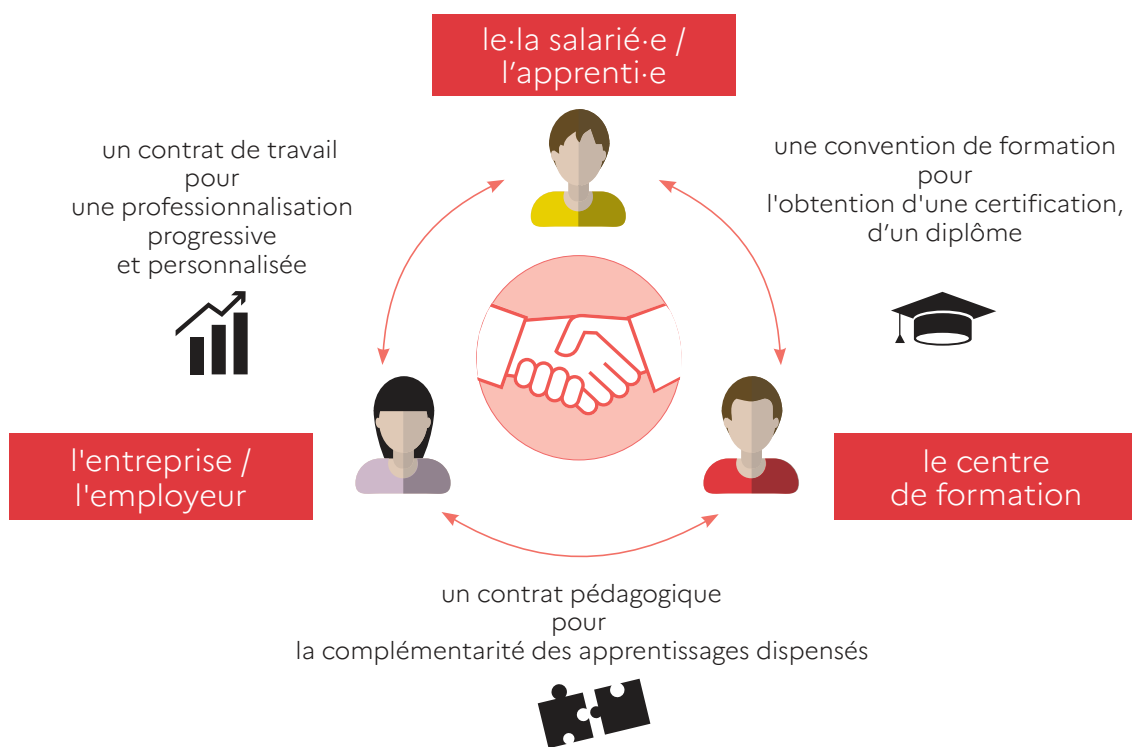 le·la salarié·e /
l’apprenti·e
un contrat de travail
pour
une professionnalisation
progressive
et personnalisée
une convention de formation
pour
l'obtention d'une certification,
d’un diplôme
l'entreprise /
l'employeur
le centre
de formation
un contrat pédagogique
pour
la complémentarité des apprentissages dispensés